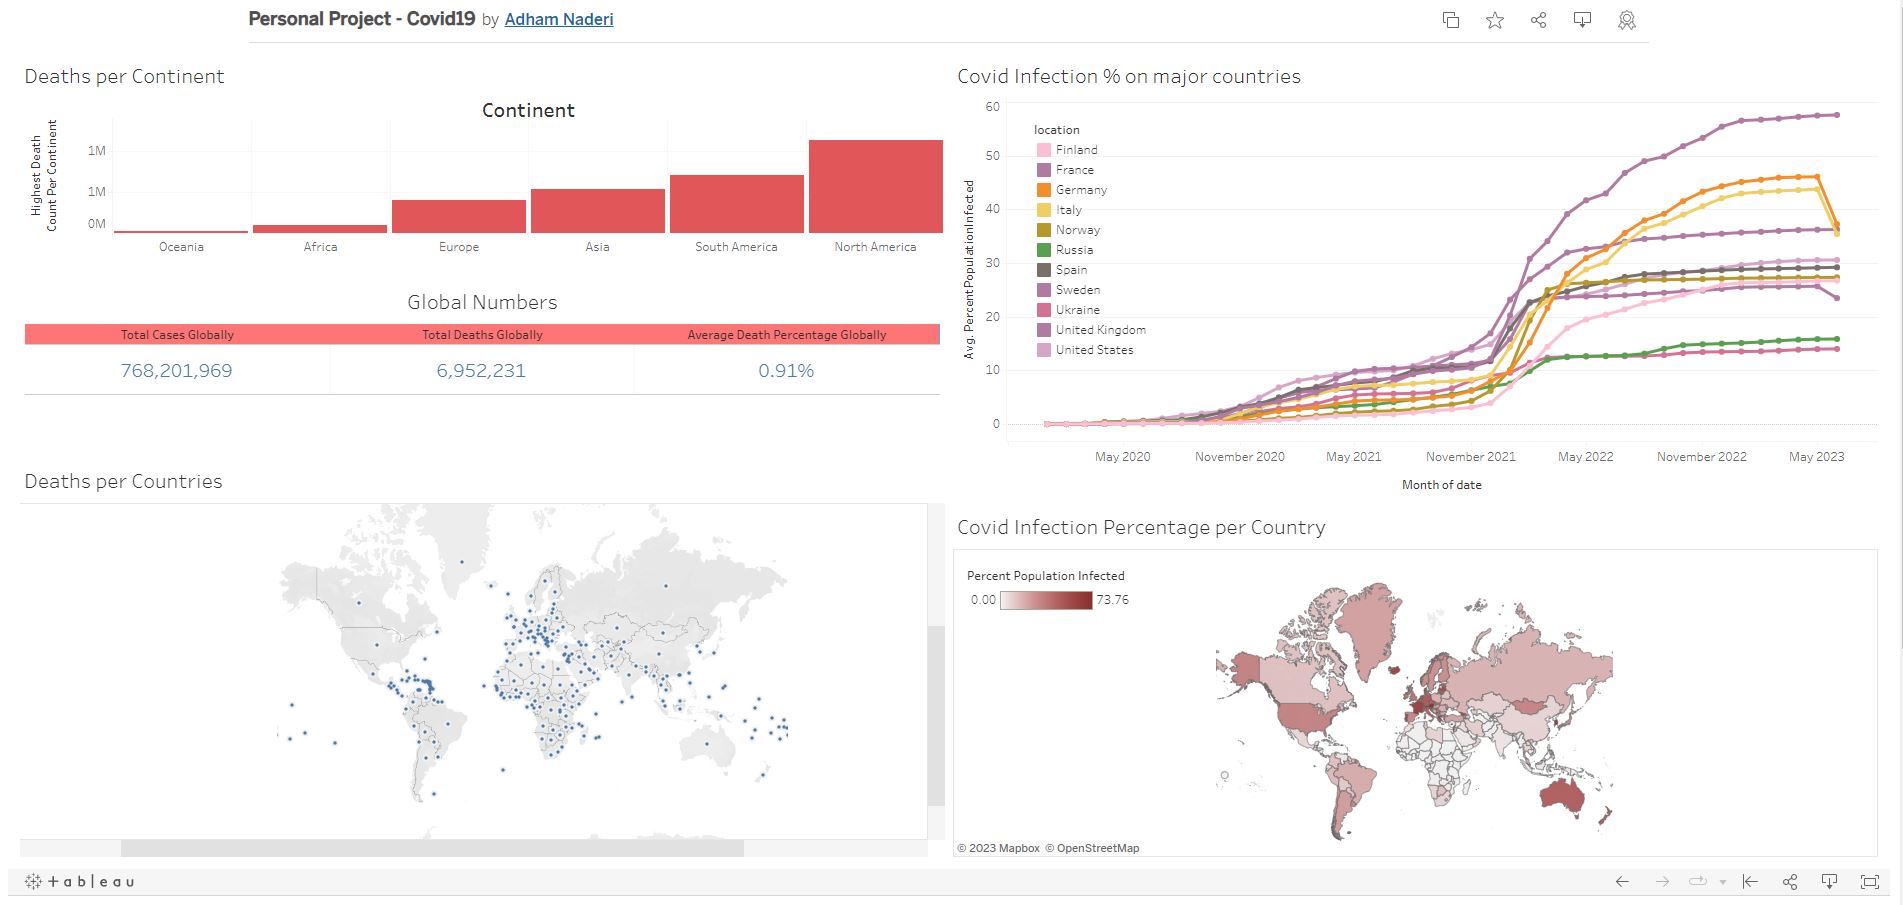 Personal Project - Covid19 by Adham Naderi
Deaths per Continent
Continent
Highest Death
Count Per Continent
1M
1M
0M
Oceania
Africa
Europe
Asia
South America
North America
Global Numbers
Total Cases Globally
Total Deaths Globally
Average Death Percentage Globally
768,201,969
6,952,231
0.91%
Deaths per Countries
Covid Infection % on major countries
Avg. Percent Population Infected
60
50
40
30
20
10
0
location
Finland
France
Germany
Italy
Norway
Russia
Spain
Sweden
Ukraine
United Kingdom
United States
May 2020
November 2020
May 2021
November 2021
May 2022
November 2022
May 2023
Month of date
Covid Infection Percentage per Country
Percent Population Infected
0.00
73.76
© 2023 Mapbox © OpenStreetMap
+ a b | e a u